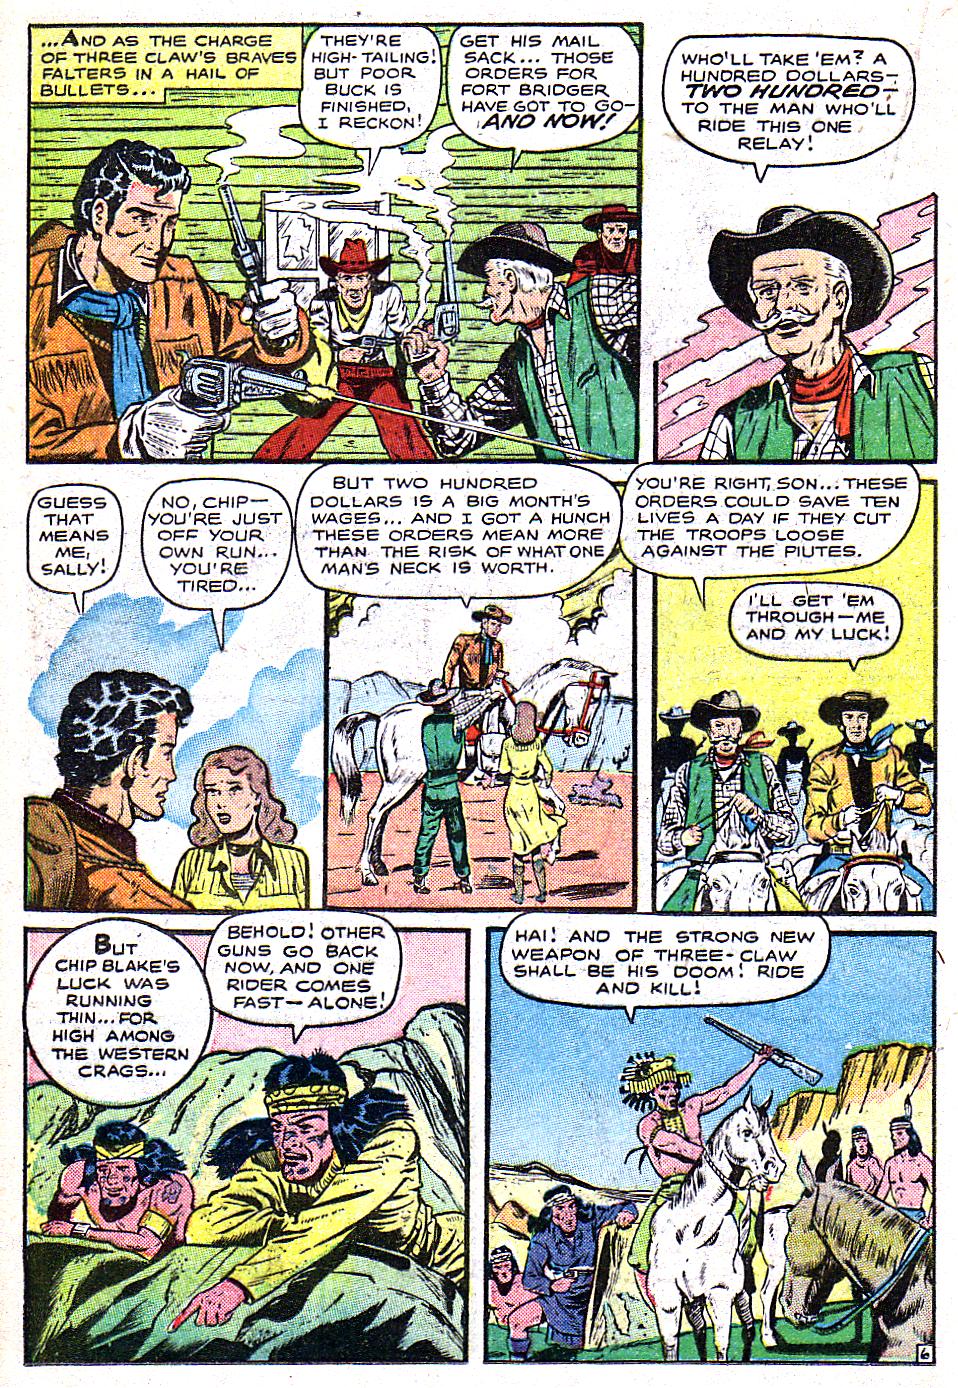 ...AND AS THE CHARGE
OF THREE CLAW'S BRAVES
FALTERS IN A HAIL OF
BULLETS...
THEY'RE
HIGH-TAILING!
BUT POOR
BUCK IS
FINISHED,
I RECKON!
GET HIS MAIL
SACK... THOSE
ORDERS FOR
FORT BRIDGER
HAVE GOT TO GO-
AND NOW!
WHO'LL TAKE 'EM? A
HUNDRED DOLLARS-
TWO HUNDRED-
TO THE MAN WHO'LL
RIDE THIS ONE
RELAY!
GUESS
THAT
MEANS
ME,
SALLY!
NO, CHIP-
YOU'RE JUST
OFF YOUR
OWN RUN...
YOU'RE
TIRED...
BUT TWO HUNDRED
DOLLARS IS A BIG MONTH'S
WAGES... AND I GOT A HUNCH
THESE ORDERS MEAN MORE
THAN THE RISK OF WHAT ONE
MAN'S NECK IS WORTH.
YOU'RE RIGHT, SON... THESE
ORDERS COULD SAVE TEN
LIVES A DAY IF THEY CUT
THE TROOPS LOOSE
AGAINST THE PIUTES.
I'LL GET 'EM
THROUGH-ME
AND MY LUCK!
BUT
CHIP BLAKE'S
LUCK WAS
RUNNING
THIN... FOR
HIGH AMONG
THE WESTERN
CRAGS...
BEHOLD! OTHER
GUNS GO BACK
NOW, AND ONE
RIDER COMES
FAST-ALONE!
HAI! AND THE STRONG NEW
WEAPON OF THREE-CLAW
SHALL BE HIS DOOM! RIDE
AND KILL!
6